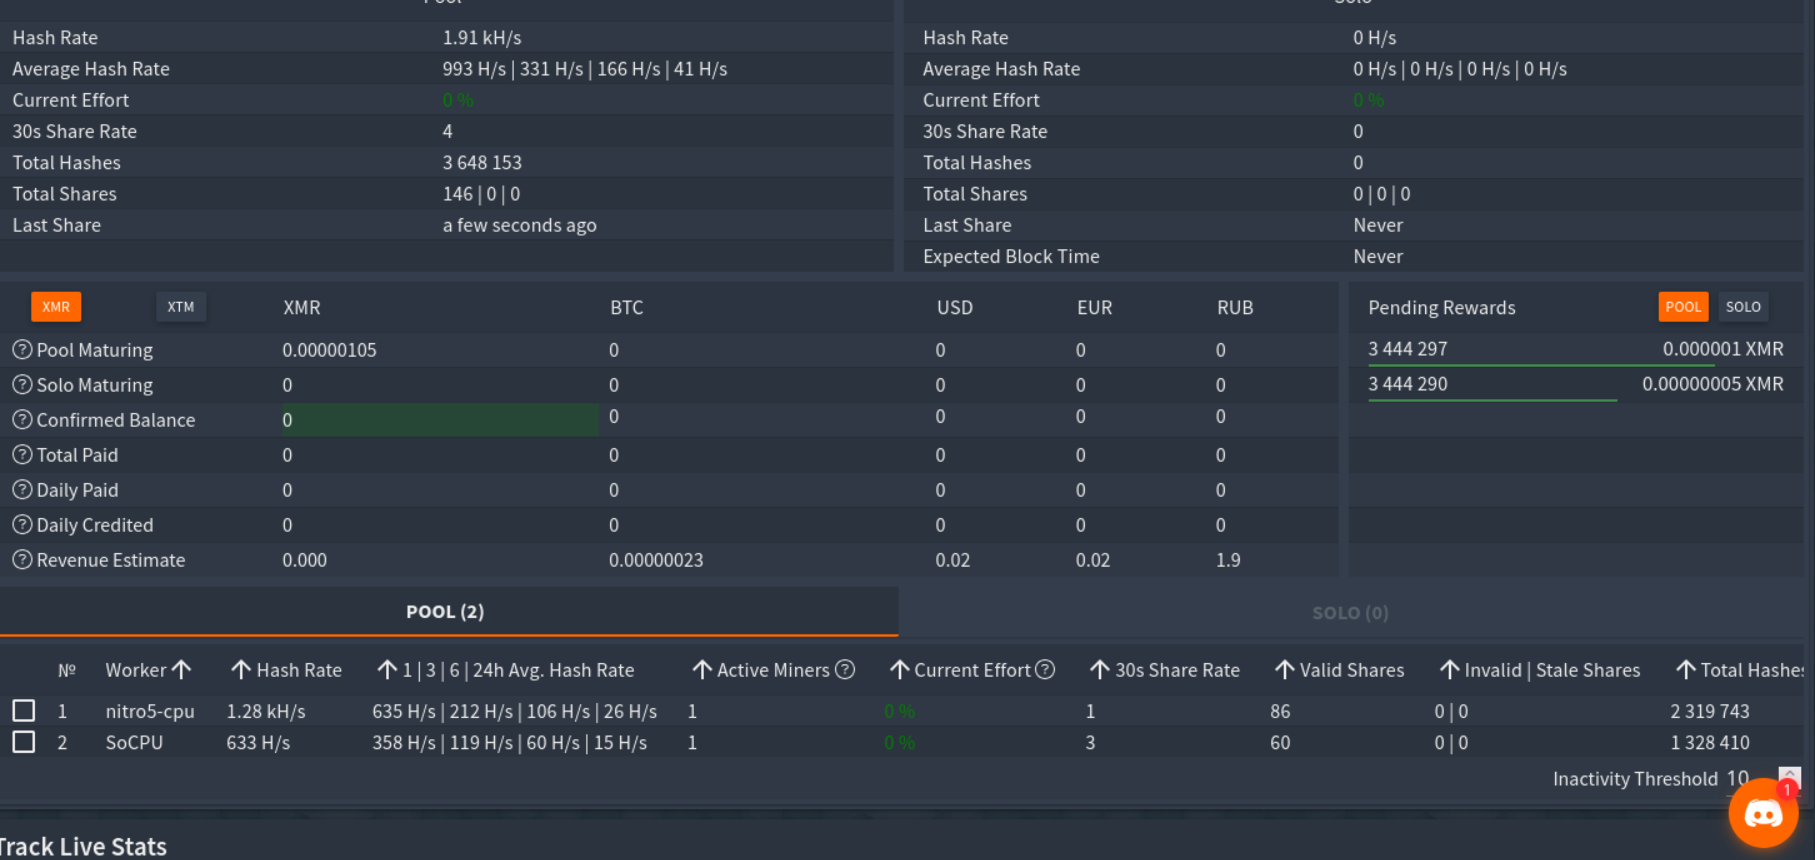 Pool Solo
Hash Rate 1.91 kH/s
Average Hash Rate 993 H/s | 331 H/s | 166 H/s | 41 H/s
Current Effort 0 %
30s Share Rate 4
Total Hashes 3 648 153
Total Shares 146 | 0 | 0
Last Share a few seconds ago
Hash Rate 0 H/s
Average Hash Rate 0 H/s | 0 H/s | 0 H/s | 0 H/s
Current Effort 0 %
30s Share Rate 0
Total Hashes 0
Total Shares 0 | 0 | 0
Last Share Never
Expected Block Time Never
XMR XTM XMR BTC USD EUR RUB
Pool Maturing 0.00000105 0 0 0 0
Solo Maturing 0 0 0 0 0
Confirmed Balance 0 0 0 0 0
Total Paid 0 0 0 0 0
Daily Paid 0 0 0 0 0
Daily Credited 0 0 0 0 0
Revenue Estimate 0.000 0.00000023 0.02 0.02 1.9
Pending Rewards POOL SOLO
3 444 297 0.000001 XMR
3 444 290 0.00000005 XMR
POOL (2) SOLO (0)
№ Worker Hash Rate 1 | 3 | 6 | 24h Avg. Hash Rate Active Miners Current Effort 30s Share Rate Valid Shares Invalid | Stale Shares Total Hashes
1 nitro5-cpu 1.28 kH/s 635 H/s | 212 H/s | 106 H/s | 26 H/s 1 0 % 1 86 0 | 0 2 319 743
2 SoCPU 633 H/s 358 H/s | 119 H/s | 60 H/s | 15 H/s 1 0 % 3 60 0 | 0 1 328 410
Inactivity Threshold 10
1
Track Live Stats